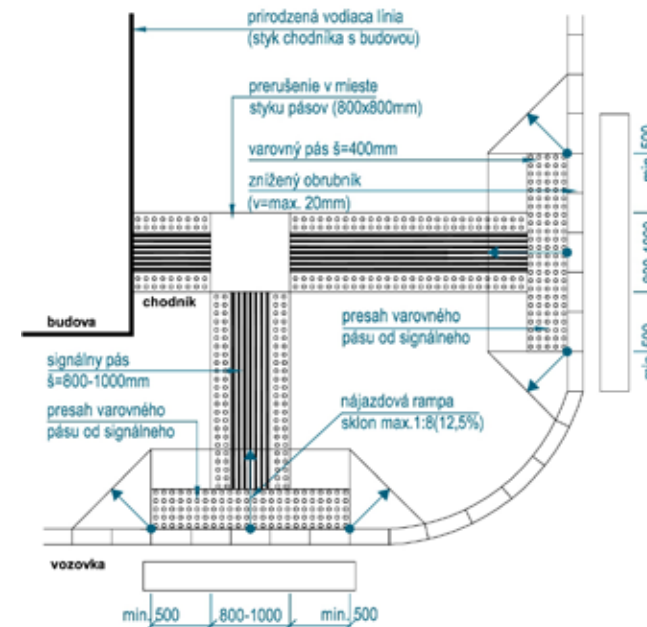 prirodzená vodiaca línia
(styk chodníka s budovou)
prerušenie v mieste
styku pásov (800x800mm)
varovný pás š=400mm
znížený obrubník
(v=max. 20mm)
min. 500
800-1000
min. 500
chodník
budova
presah varovného
pásu od signálneho
signálny pás
š=800-1000mm
presah varovného
pásu od signálneho
nájazdová rampa
sklon max.1:8(12,5%)
vozovka
min. 500
800-1000
min. 500